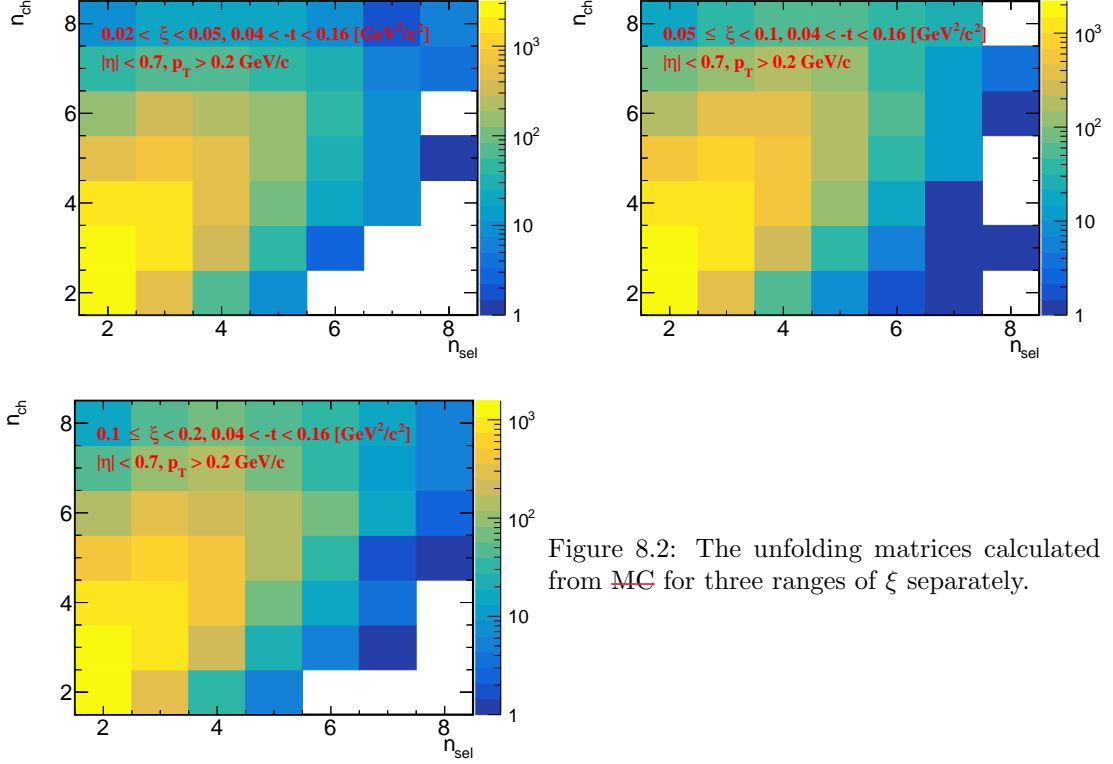 n_ch
0.02 < ξ < 0.05, 0.04 < -t < 0.16 [GeV²/c²]
|η| < 0.7, p_T > 0.2 GeV/c
8
6
4
2
2 4 6 8
n_sel
10³
10²
10
1
n_ch
0.05 ≤ ξ < 0.1, 0.04 < -t < 0.16 [GeV²/c²]
|η| < 0.7, p_T > 0.2 GeV/c
8
6
4
2
2 4 6 8
n_sel
10³
10²
10
1
n_ch
0.1 ≤ ξ < 0.2, 0.04 < -t < 0.16 [GeV²/c²]
|η| < 0.7, p_T > 0.2 GeV/c
8
6
4
2
2 4 6 8
n_sel
10³
10²
10
1
Figure 8.2: The unfolding matrices calculated
from MC for three ranges of ξ separately.